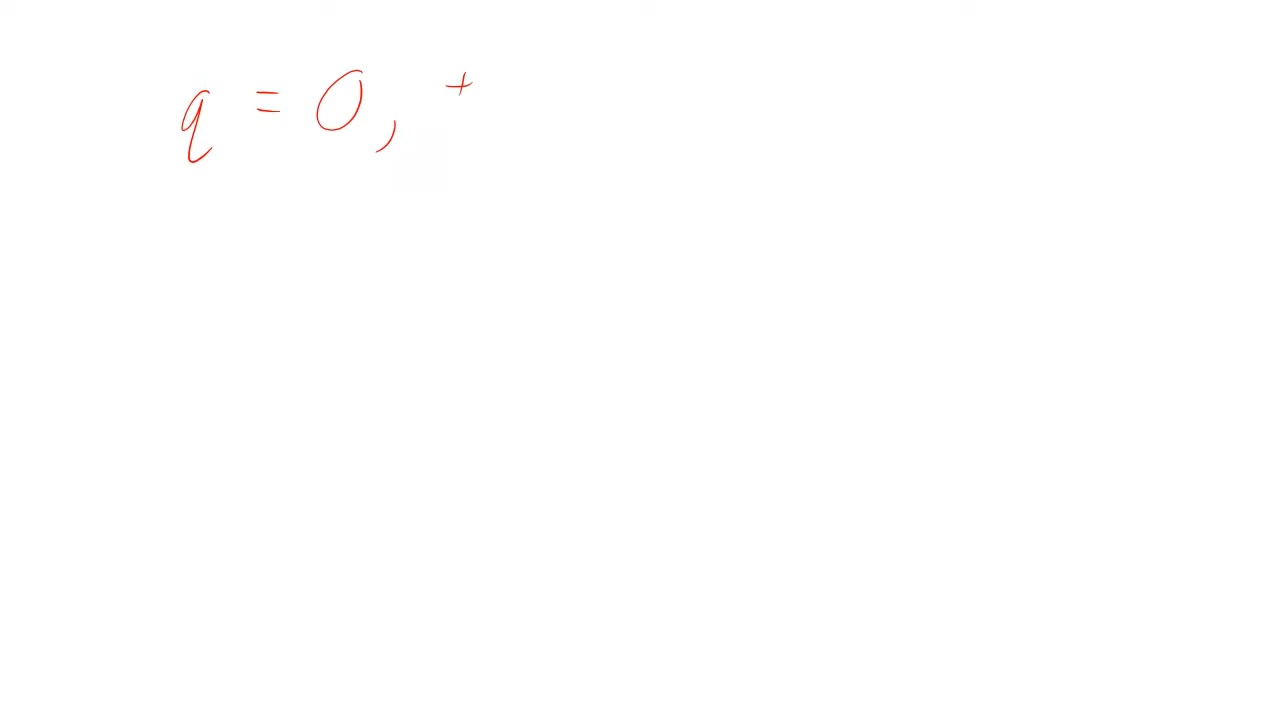 q = 0, +